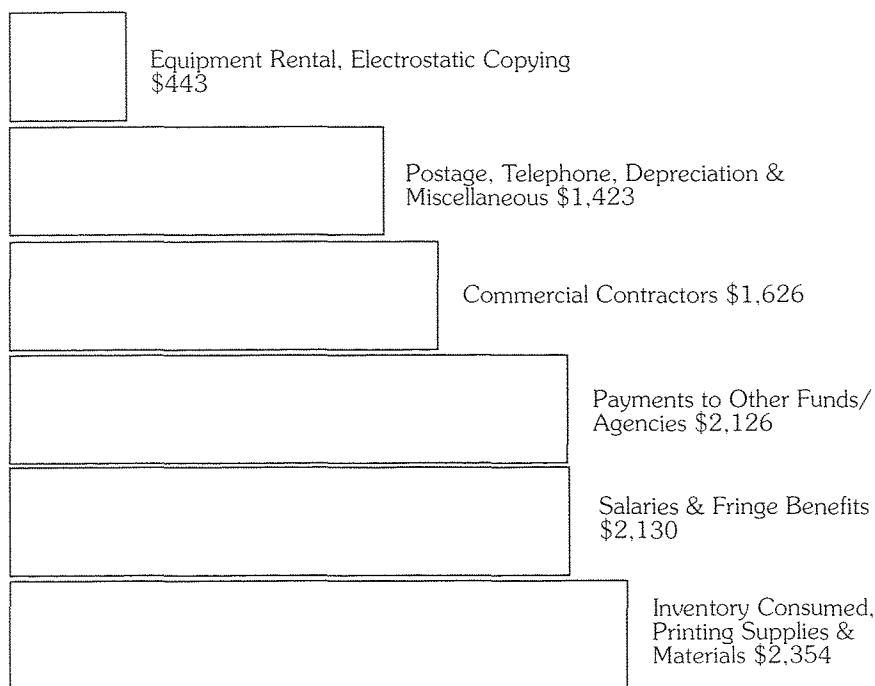 Equipment Rental, Electrostatic Copying
$443
Postage, Telephone, Depreciation &
Miscellaneous $1,423
Commercial Contractors $1,626
Payments to Other Funds/
Agencies $2,126
Salaries & Fringe Benefits
$2,130
Inventory Consumed,
Printing Supplies &
Materials $2,354